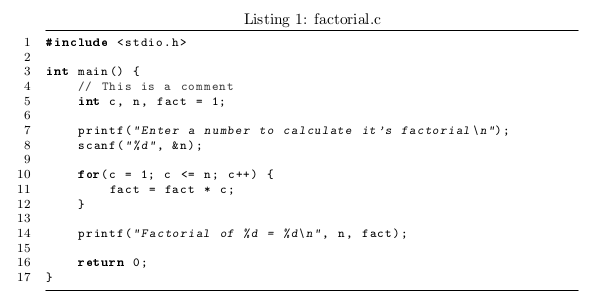 Listing 1: factorial.c
1 #include <stdio.h>
2
3 int main() {
4     // This is a comment
5     int c, n, fact = 1;
6
7     printf("Enter a number to calculate it's factorial\n");
8     scanf("%d", &n);
9
10     for(c = 1; c <= n; c++) {
11         fact = fact * c;
12     }
13
14     printf("Factorial of %d = %d\n", n, fact);
15
16     return 0;
17 }